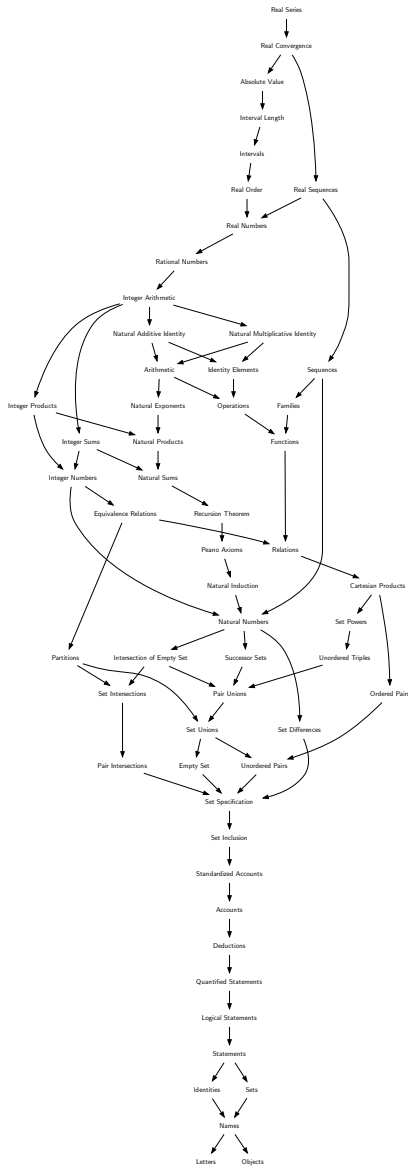 Real Series
Real Convergence
Absolute Value
Interval Length
Intervals
Real Order Real Sequences
Real Numbers
Rational Numbers
Integer Arithmetic
Natural Additive Identity Natural Multiplicative Identity
Arithmetic Identity Elements Sequences
Integer Products Natural Exponents Operations Families
Integer Sums Natural Products Functions
Integer Numbers Natural Sums
Equivalence Relations Recursion Theorem
Peano Axioms Relations
Natural Induction Cartesian Products
Natural Numbers Set Powers
Partitions Intersection of Empty Set Successor Sets Unordered Triples
Set Intersections Pair Unions Ordered Pairs
Set Unions Set Differences
Pair Intersections Empty Set Unordered Pairs
Set Specification
Set Inclusion
Standardized Accounts
Accounts
Deductions
Quantified Statements
Logical Statements
Statements
Identities Sets
Names
Letters Objects